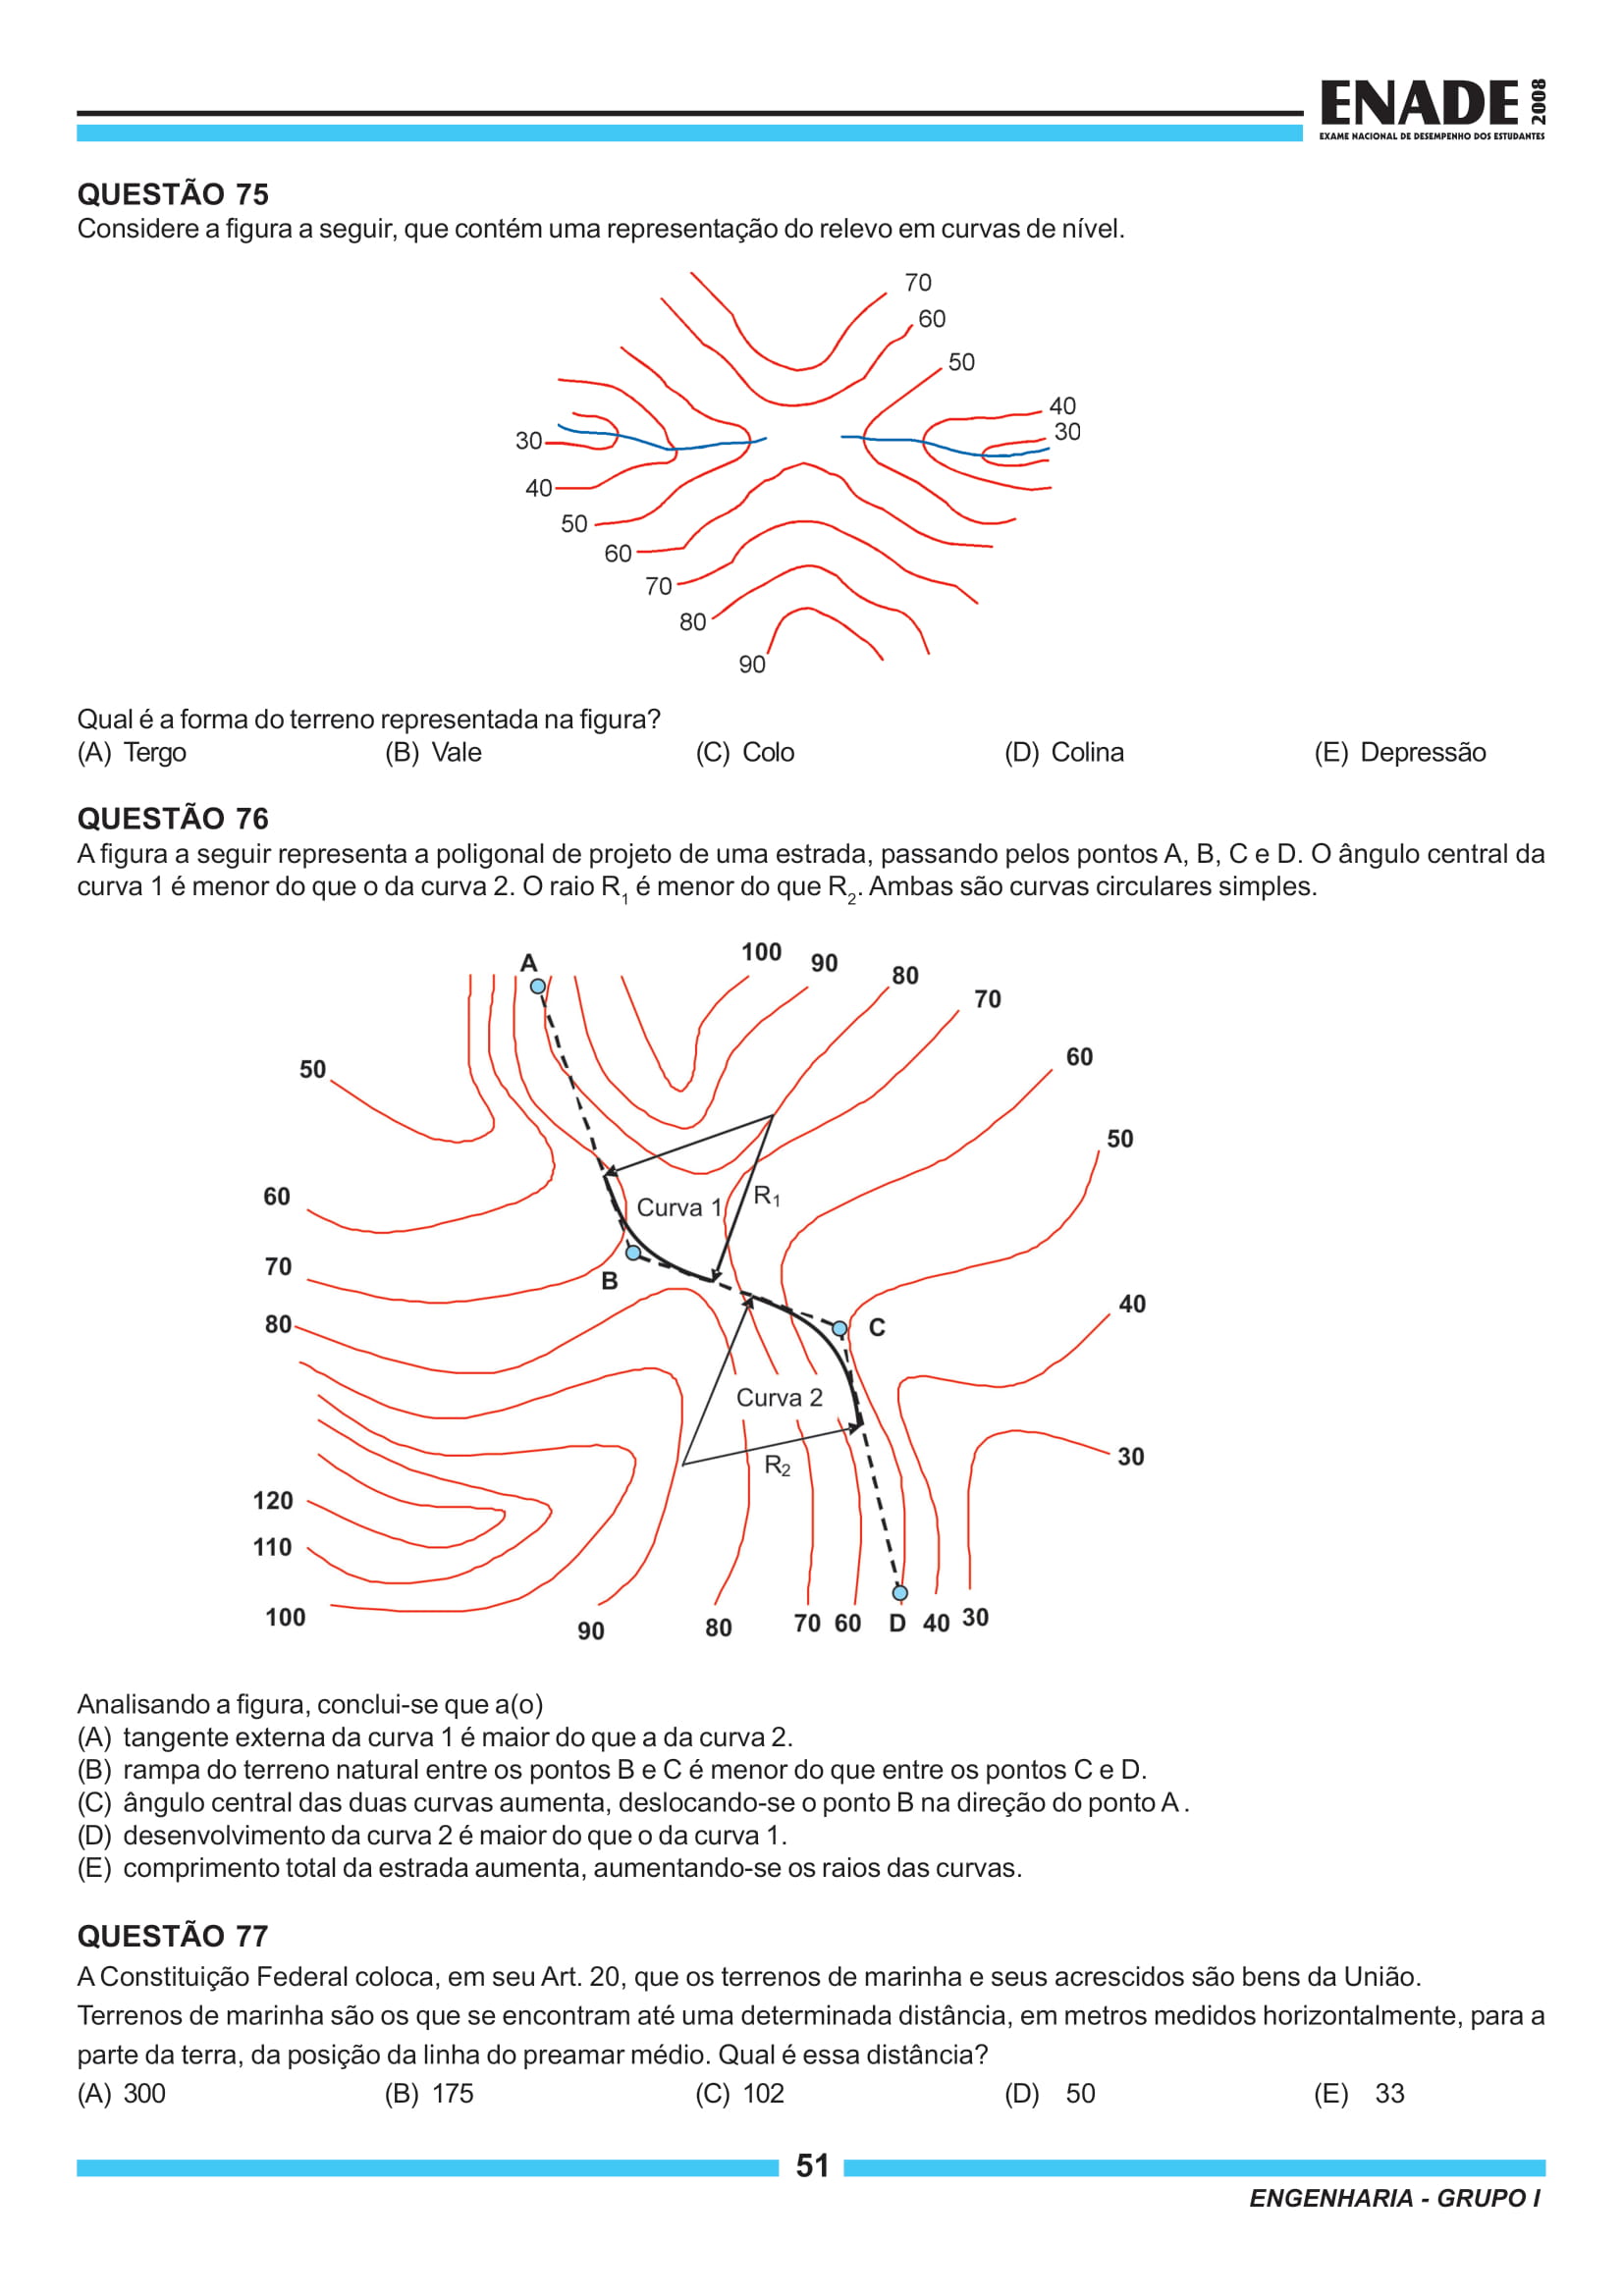 ENADE 2008
EXAME NACIONAL DE DESEMPENHO DOS ESTUDANTES
QUESTÃO 75
Considere a figura a seguir, que contém uma representação do relevo em curvas de nível.
70
60
50
40
30
30
40
50
60
70
80
90
Qual é a forma do terreno representada na figura?
(A) Tergo (B) Vale (C) Colo (D) Colina (E) Depressão
QUESTÃO 76
A figura a seguir representa a poligonal de projeto de uma estrada, passando pelos pontos A, B, C e D. O ângulo central da
curva 1 é menor do que o da curva 2. O raio R1 é menor do que R2. Ambas são curvas circulares simples.
A
100
90
80
70
60
50
50
60
Curva 1
R1
70
B
80
C
40
Curva 2
R2
30
120
110
100
90
80
70 60 D 40 30
Analisando a figura, conclui-se que a(o)
(A) tangente externa da curva 1 é maior do que a da curva 2.
(B) rampa do terreno natural entre os pontos B e C é menor do que entre os pontos C e D.
(C) ângulo central das duas curvas aumenta, deslocando-se o ponto B na direção do ponto A .
(D) desenvolvimento da curva 2 é maior do que o da curva 1.
(E) comprimento total da estrada aumenta, aumentando-se os raios das curvas.
QUESTÃO 77
A Constituição Federal coloca, em seu Art. 20, que os terrenos de marinha e seus acrescidos são bens da União.
Terrenos de marinha são os que se encontram até uma determinada distância, em metros medidos horizontalmente, para a
parte da terra, da posição da linha do preamar médio. Qual é essa distância?
(A) 300 (B) 175 (C) 102 (D) 50 (E) 33
51
ENGENHARIA - GRUPO I